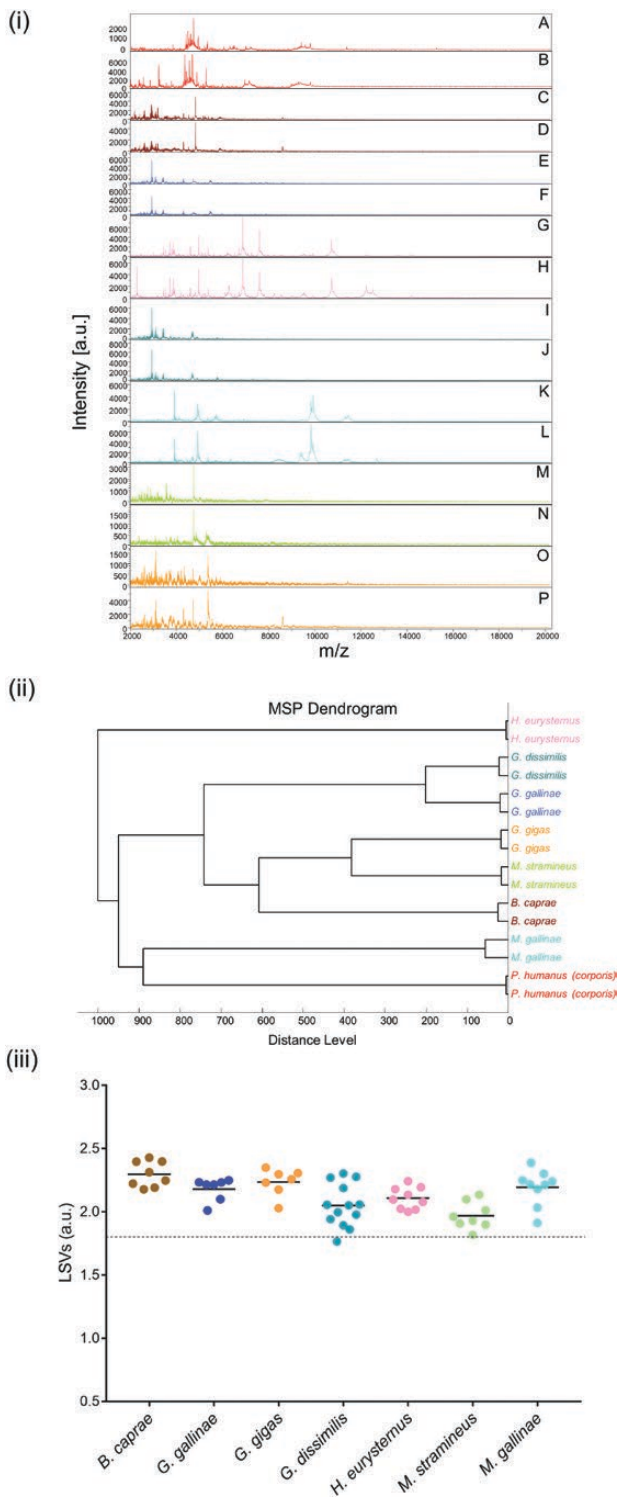 (i)
2000
1000
0
A
6000
4000
2000
0
B
6000
4000
2000
0
C
4000
2000
0
D
6000
4000
2000
0
E
6000
4000
2000
0
F
6000
4000
2000
0
G
6000
4000
2000
0
H
6000
4000
2000
0
I
6000
4000
2000
0
J
6000
4000
2000
0
K
6000
4000
2000
0
L
3000
2000
1000
0
M
1500
1000
500
0
N
1500
1000
500
0
O
4000
2000
0
P
Intensity [a.u.]
2000 4000 6000 8000 10000 12000 14000 16000 18000 20000
m/z
(ii)
MSP Dendrogram
H. eurysternus
H. eurysternus
G. dissimilis
G. dissimilis
G. gallinae
G. gallinae
G. gigas
G. gigas
M. stramineus
M. stramineus
B. caprae
B. caprae
M. gallinae
M. gallinae
P. humanus (corporis)
P. humanus (corporis)
1000 900 800 700 600 500 400 300 200 100 0
Distance Level
(iii)
3.0
2.5
2.0
1.5
1.0
0.5
LSVs (a.u.)
B. caprae
G. gallinae
G. gigas
G. dissimilis
H. eurysternus
M. stramineus
M. gallinae